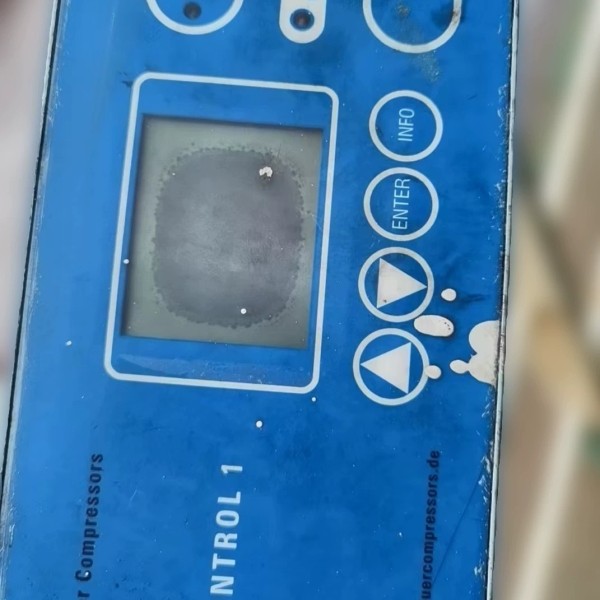 r Compressors
NTROL 1
INFO
ENTER
uercompressors.de